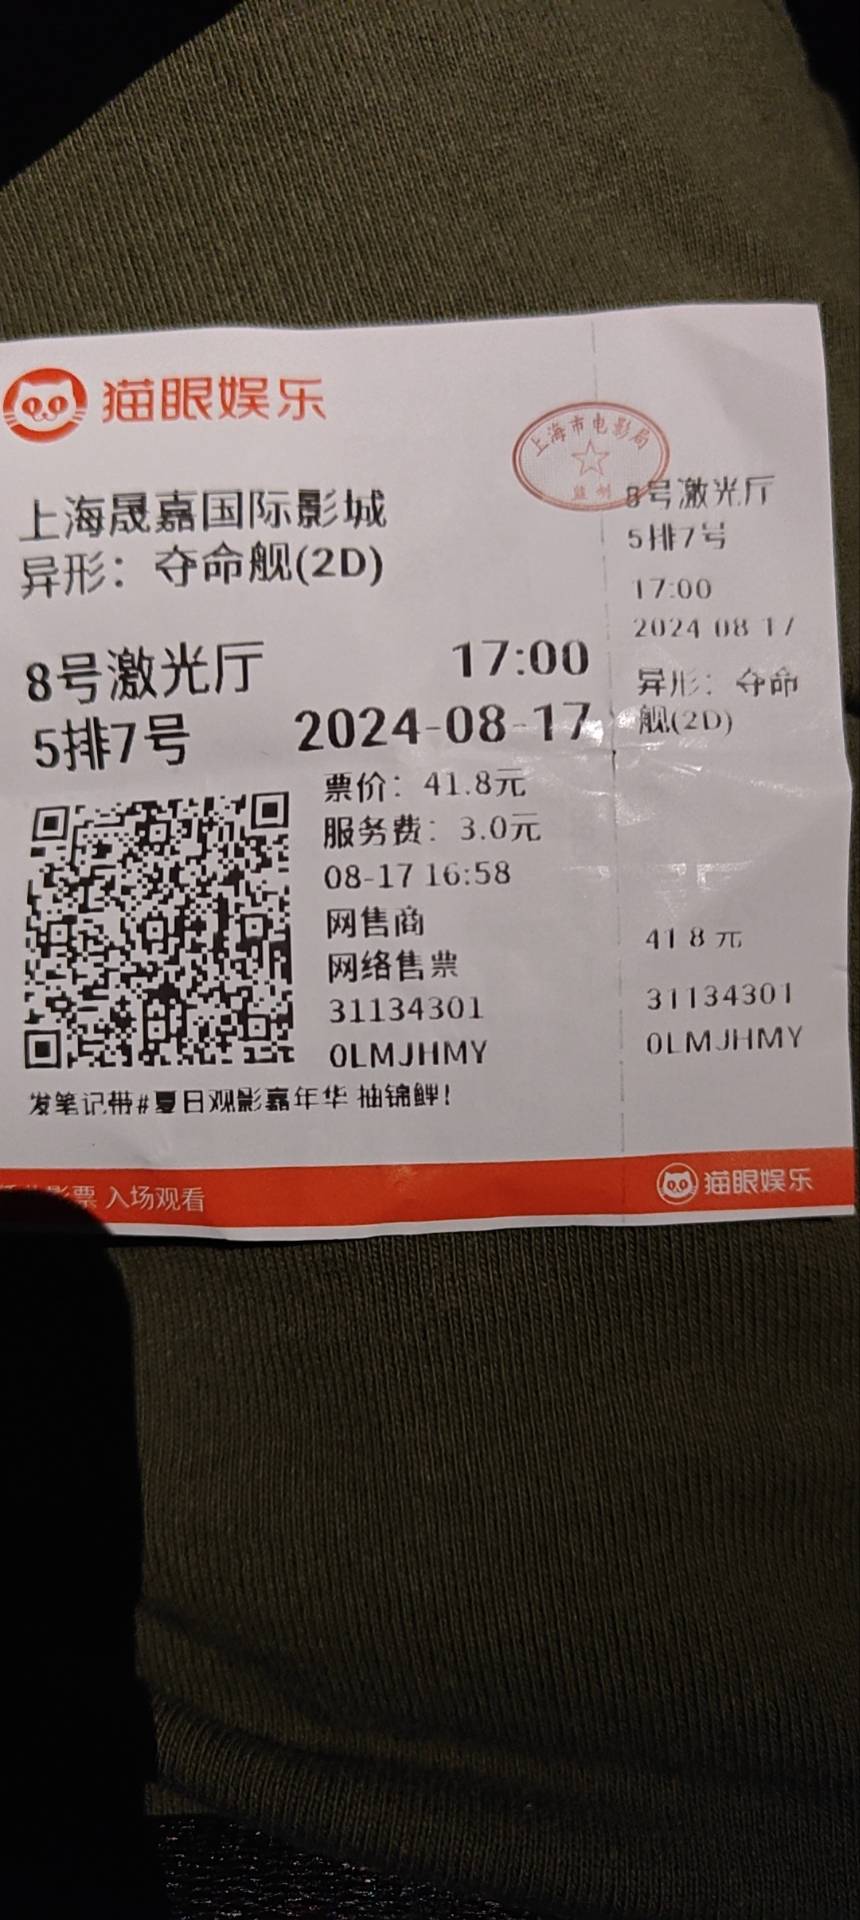 猫眼娱乐
上海市电影局
监制
上海晟嘉国际影城
异形：夺命舰(2D)
8号激光厅 17:00
5排7号 2024-08-17
票价：41.8元
服务费：3.0元
08-17 16:58
网售商
网络售票
31134301
0LMJHMY
发笔记带#夏日观影嘉年华 抽锦鲤！
8号激光厅
5排7号
17:00
2024 08 17
异形：夺命
舰(2D)
41 8 元
31134301
0LMJHMY
影票 入场观看
猫眼娱乐